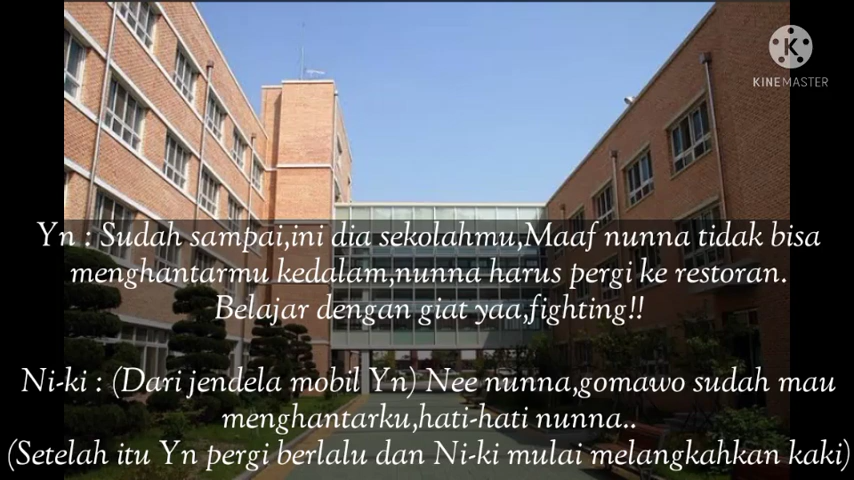 KINEMASTER
Yn : Sudah sampai,ini dia sekolahmu,Maaf nunna tidak bisa
menghantarmu kedalam,nunna harus pergi ke restoran.
Belajar dengan giat yaa,fighting!!
Ni-ki : (Dari jendela mobil Yn) Nee nunna,gomawo sudah mau
menghantarku,hati-hati nunna..
(Setelah itu Yn pergi berlalu dan Ni-ki mulai melangkahkan kaki)